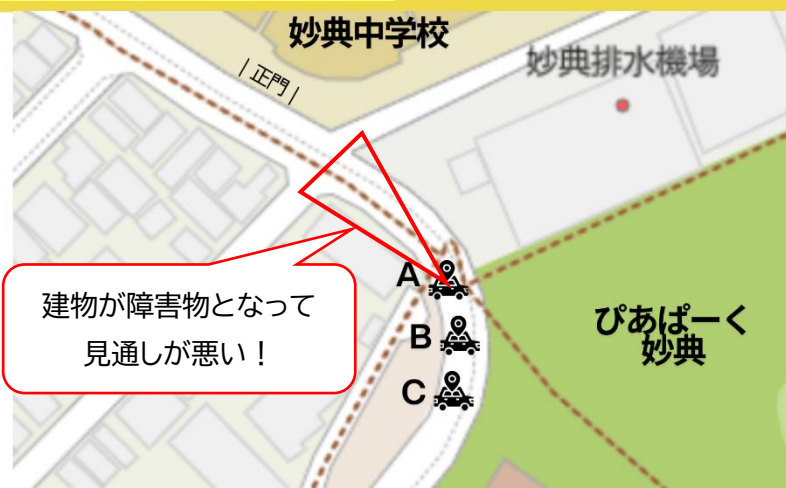 妙典中学校
|正門|
妙典排水機場
建物が障害物となって
見通しが悪い！
A
B
C
ぴあぱーく
妙典